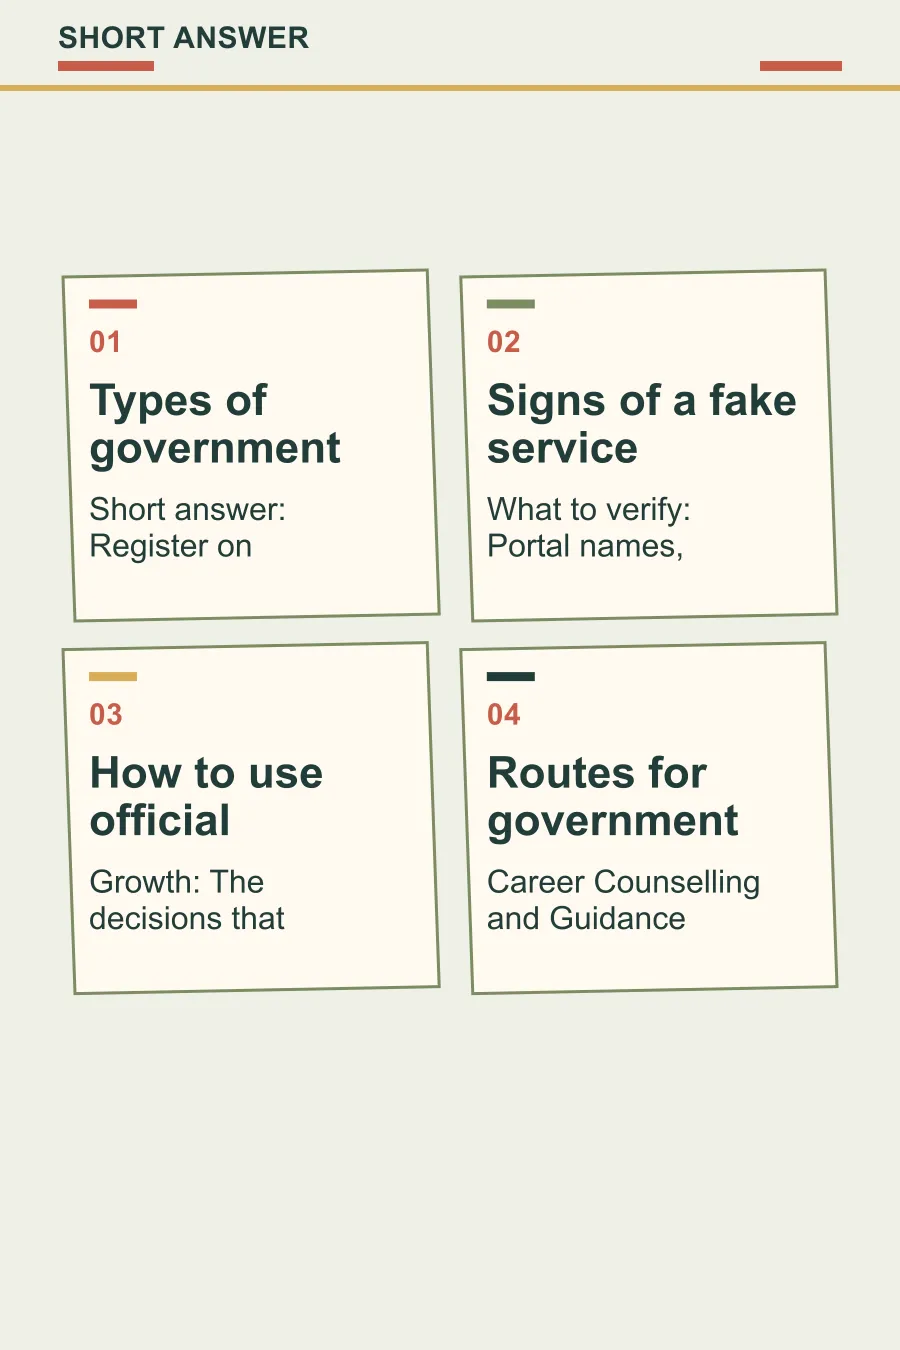 SHORT ANSWER
01
Types of
government
Short answer:
Register on
02
Signs of a fake
service
What to verify:
Portal names,
03
How to use
official
Growth: The
decisions that
04
Routes for
government
Career Counselling
and Guidance